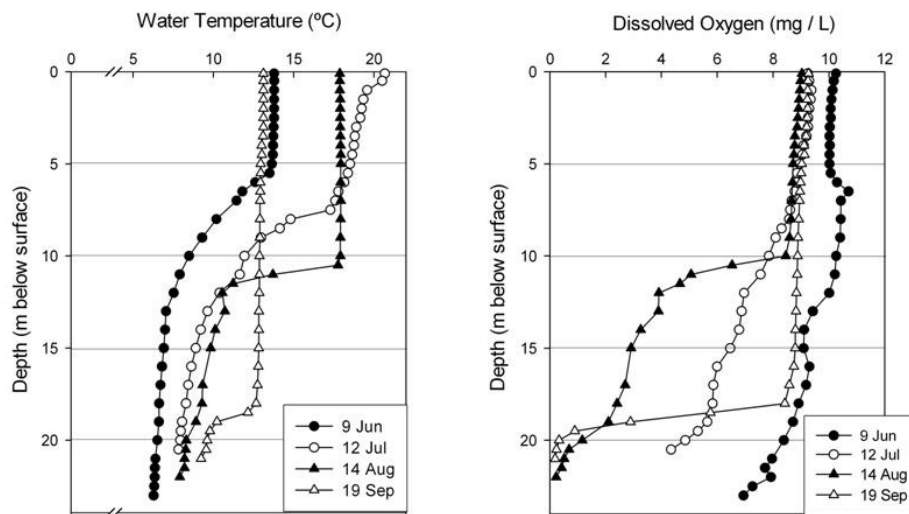 Water Temperature (ºC)
0 5 10 15 20
0
5
10
15
20
Depth (m below surface)
9 Jun
12 Jul
14 Aug
19 Sep
Dissolved Oxygen (mg / L)
0 2 4 6 8 10 12
0
5
10
15
20
Depth (m below surface)
9 Jun
12 Jul
14 Aug
19 Sep